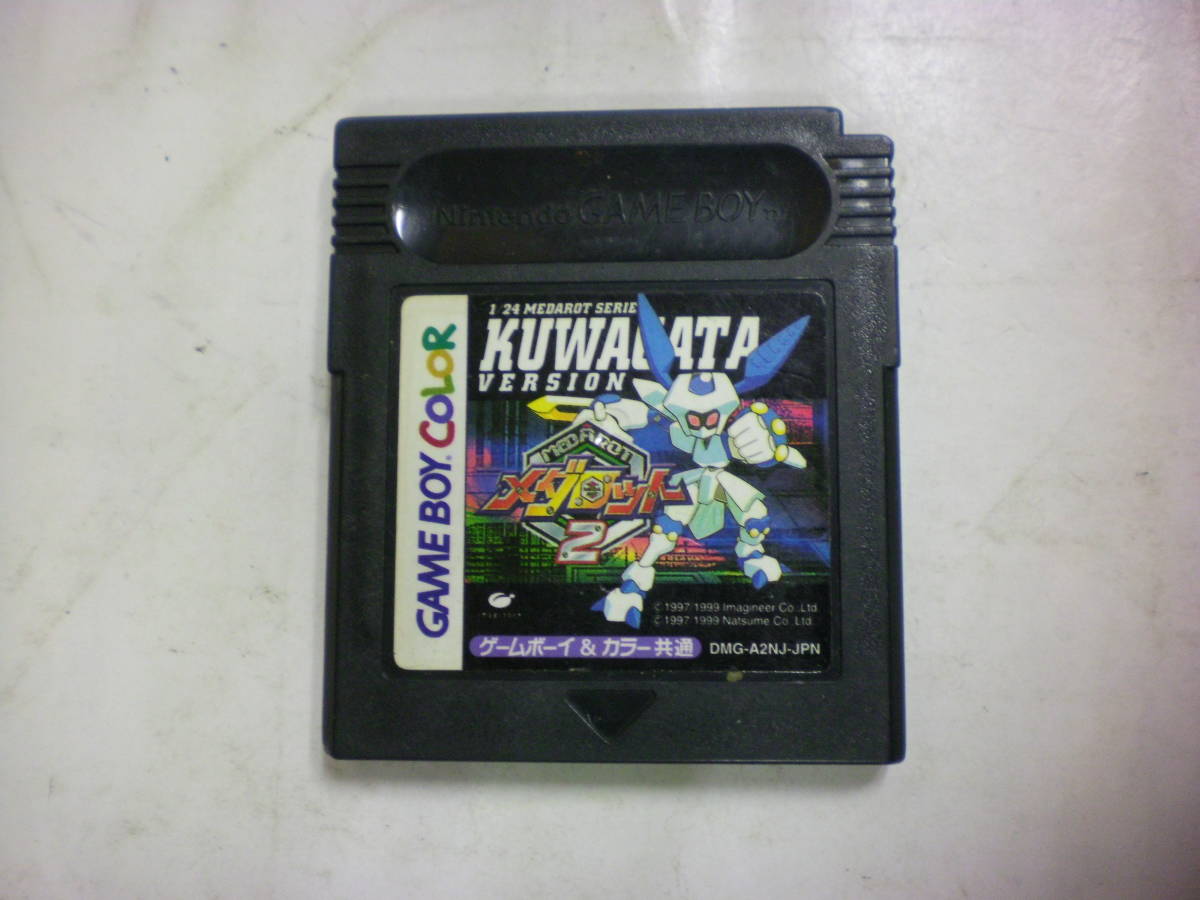 Nintendo GAME BOY TM
GAME BOY COLOR
1/24 MEDAROT SERIE
KUWAGATA
VERSION
MEDAROT
メダロット
2
© 1997 1999 Imagineer Co.,Ltd.
© 1997 1999 Natsume Co.,Ltd.
ゲームボーイ & カラー共通
DMG-A2NJ-JPN